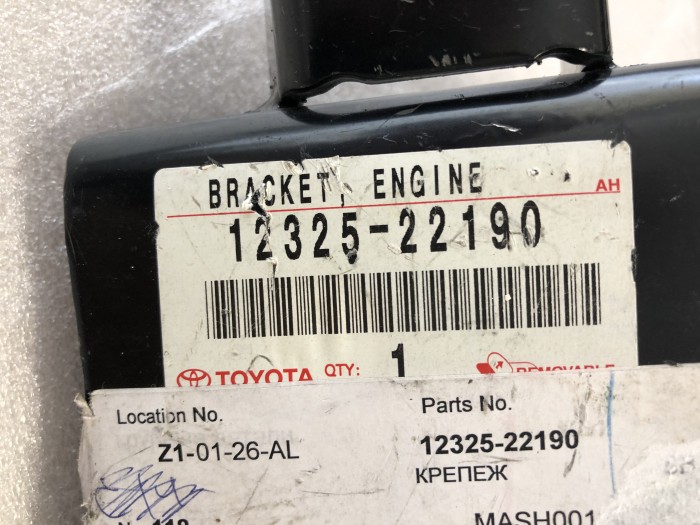 BRACKET, ENGINE
AH
12325-22190
TOYOTA QTY: 1 REMOVABLE
Location No. Parts No.
Z1-01-26-AL 12325-22190
КРЕПЕЖ
MASH001